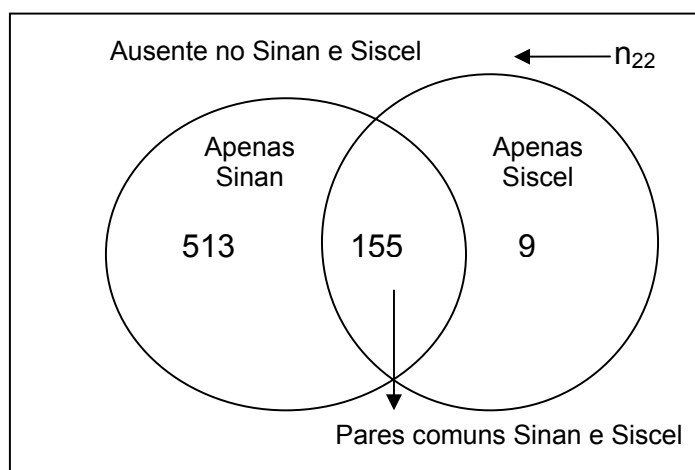 Ausente no Sinan e Siscel
n22
Apenas
Sinan
Apenas
Siscel
513
155
9
Pares comuns Sinan e Siscel